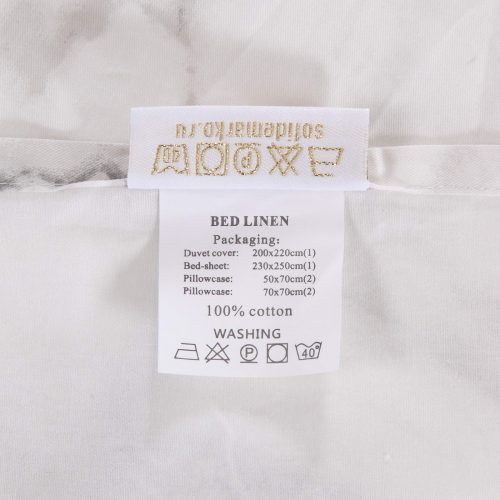 solidemarko.ru
40
BED LINEN
Packaging:
Duvet cover: 200x220cm(1)
Bed-sheet: 230x250cm(1)
Pillowcase: 50x70cm(2)
Pillowcase: 70x70cm(2)
100% cotton
WASHING
P
40°